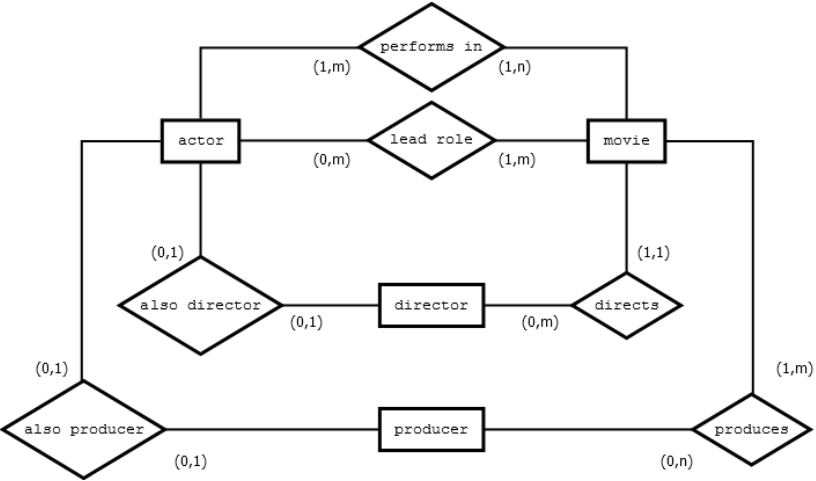 performs in
(1,m) (1,n)
actor lead role movie
(0,m) (1,m)
(0,1) (1,1)
also director director directs
(0,1) (0,m)
(0,1) (1,m)
also producer producer produces
(0,1) (0,n)